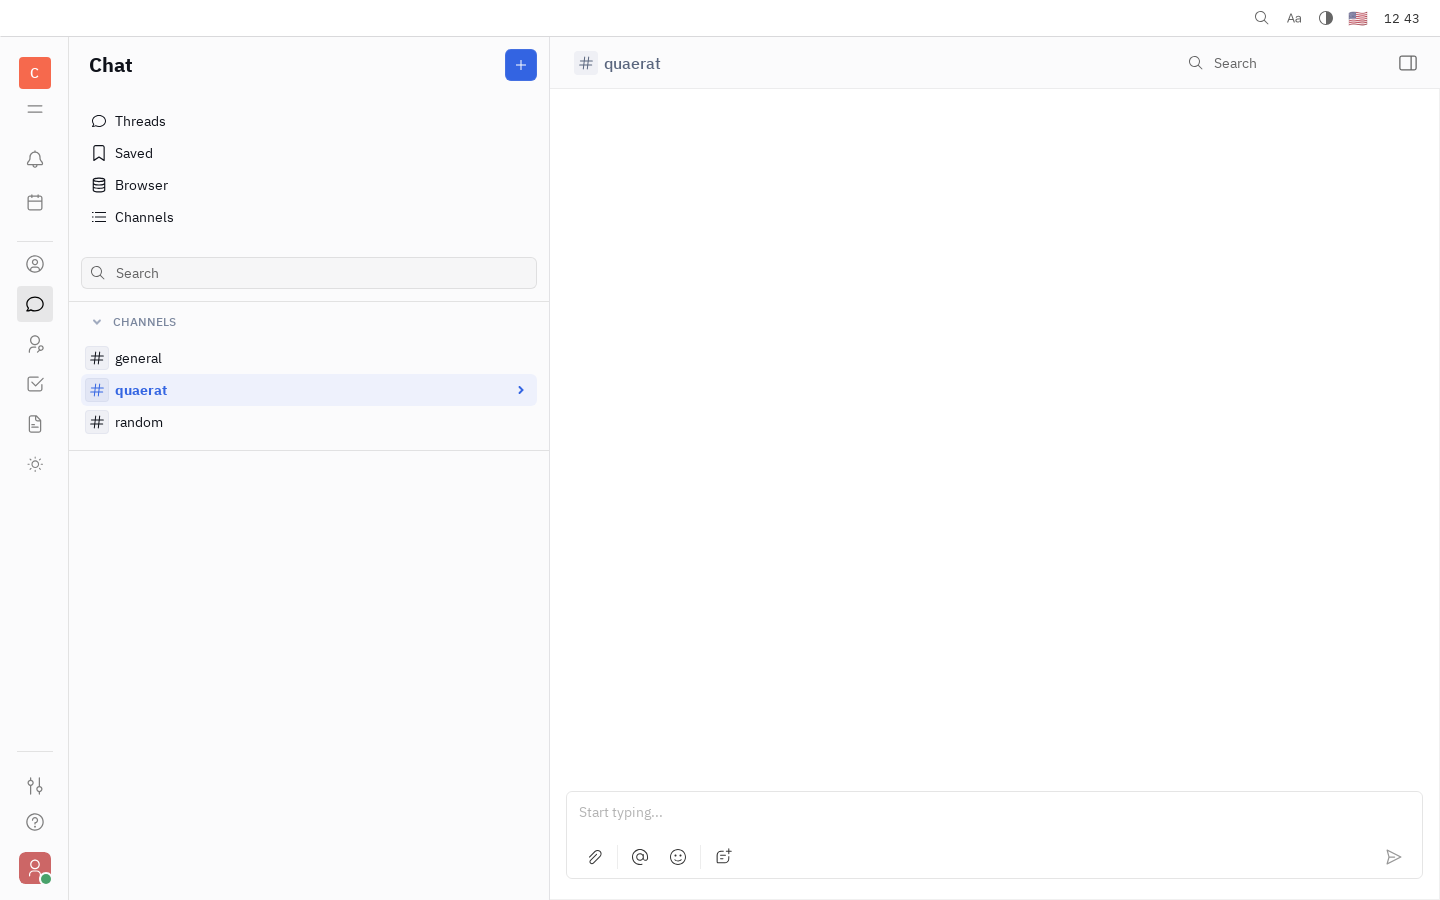 Aa
12 43
C
Chat
Threads
Saved
Browser
Channels
Search
CHANNELS
general
quaerat
random
quaerat
Search
Start typing...